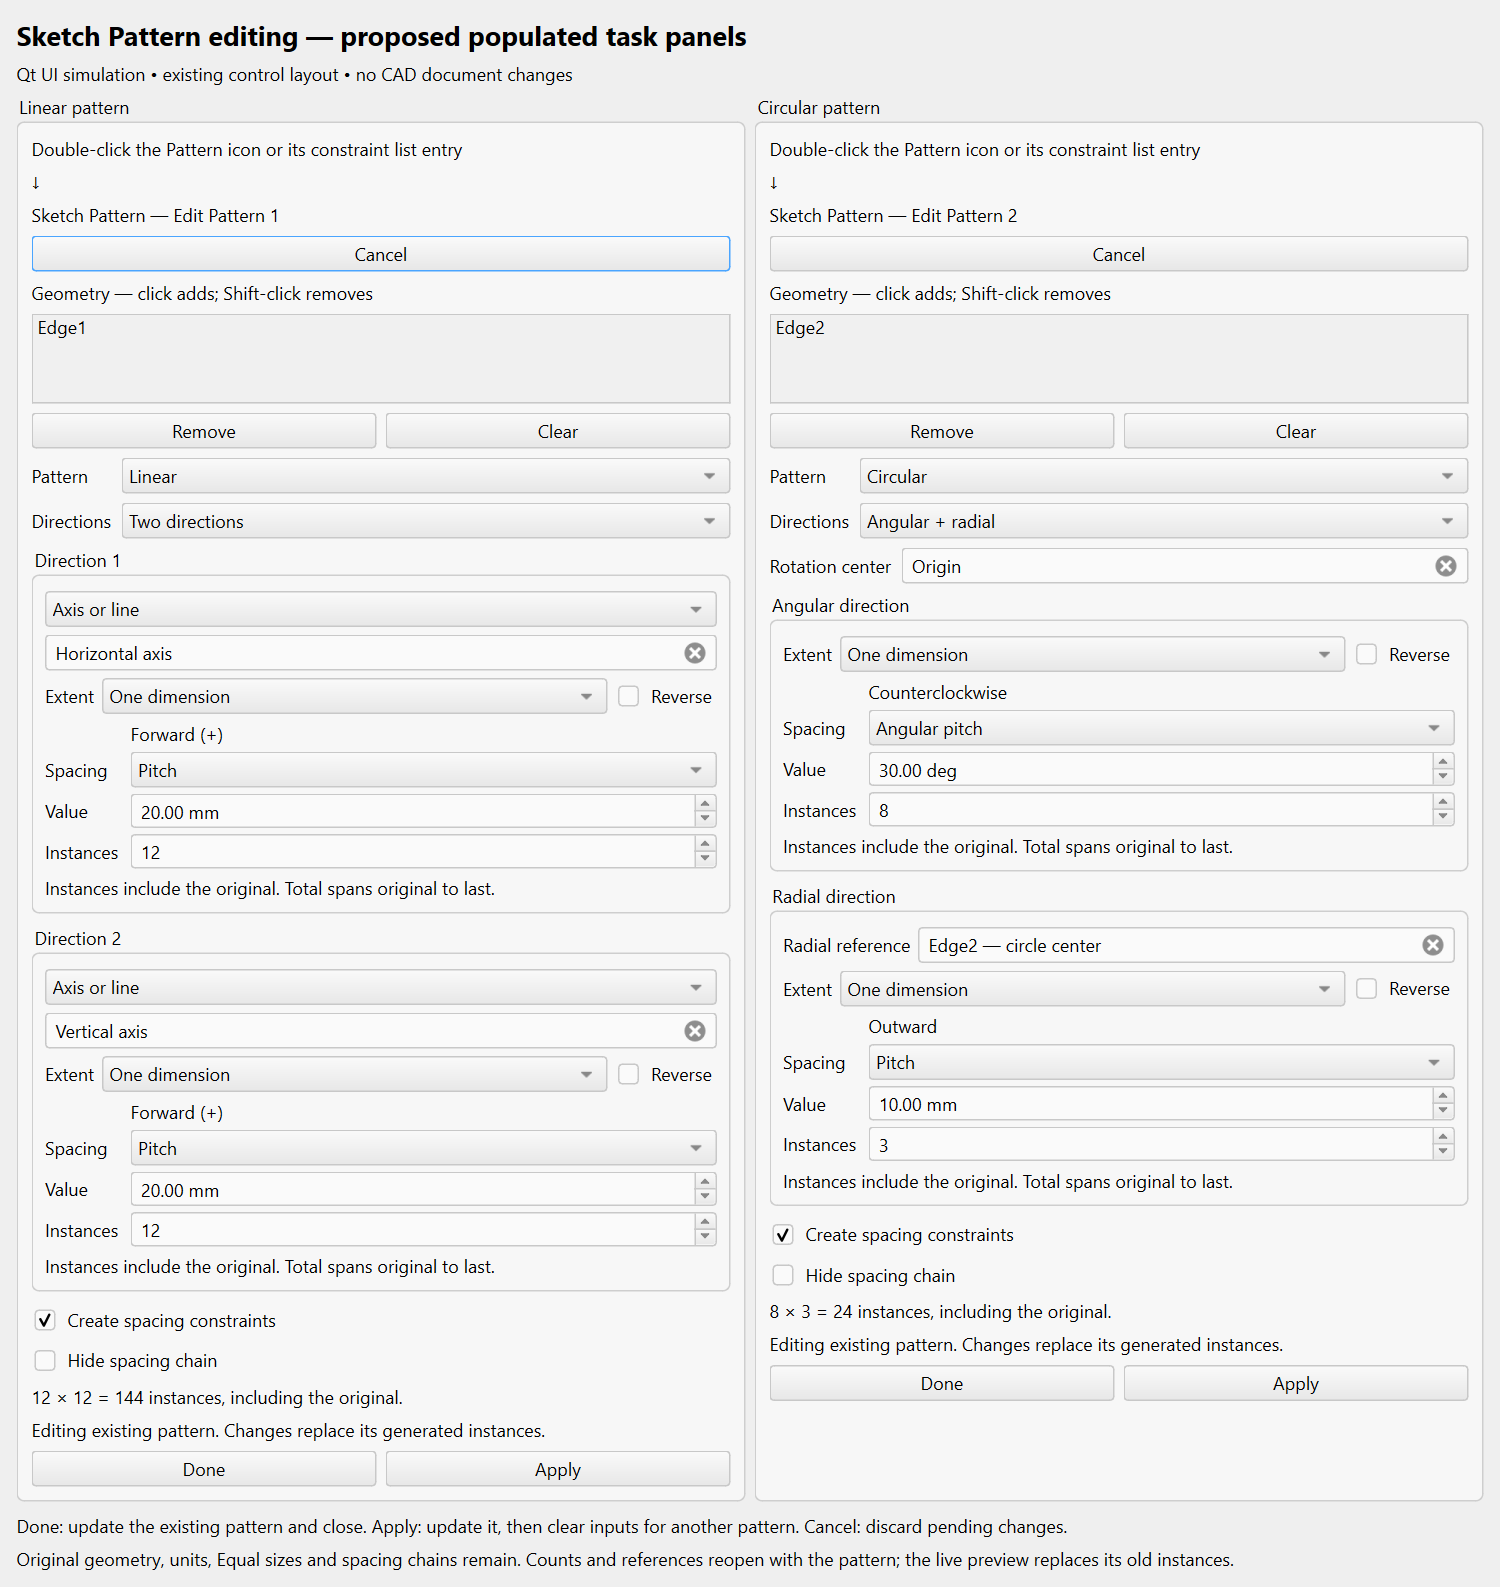 Sketch Pattern editing — proposed populated task panels
Qt UI simulation • existing control layout • no CAD document changes
Linear pattern
Double-click the Pattern icon or its constraint list entry
↓
Sketch Pattern — Edit Pattern 1
Cancel
Geometry — click adds; Shift-click removes
Edge1
Remove Clear
Pattern Linear
Directions Two directions
Direction 1
Axis or line
Horizontal axis
Extent One dimension Reverse
Forward (+)
Spacing Pitch
Value 20.00 mm
Instances 12
Instances include the original. Total spans original to last.
Direction 2
Axis or line
Vertical axis
Extent One dimension Reverse
Forward (+)
Spacing Pitch
Value 20.00 mm
Instances 12
Instances include the original. Total spans original to last.
Create spacing constraints
Hide spacing chain
12 × 12 = 144 instances, including the original.
Editing existing pattern. Changes replace its generated instances.
Done Apply
Circular pattern
Double-click the Pattern icon or its constraint list entry
↓
Sketch Pattern — Edit Pattern 2
Cancel
Geometry — click adds; Shift-click removes
Edge2
Remove Clear
Pattern Circular
Directions Angular + radial
Rotation center Origin
Angular direction
Extent One dimension Reverse
Counterclockwise
Spacing Angular pitch
Value 30.00 deg
Instances 8
Instances include the original. Total spans original to last.
Radial direction
Radial reference Edge2 — circle center
Extent One dimension Reverse
Outward
Spacing Pitch
Value 10.00 mm
Instances 3
Instances include the original. Total spans original to last.
Create spacing constraints
Hide spacing chain
8 × 3 = 24 instances, including the original.
Editing existing pattern. Changes replace its generated instances.
Done Apply
Done: update the existing pattern and close. Apply: update it, then clear inputs for another pattern. Cancel: discard pending changes.
Original geometry, units, Equal sizes and spacing chains remain. Counts and references reopen with the pattern; the live preview replaces its old instances.